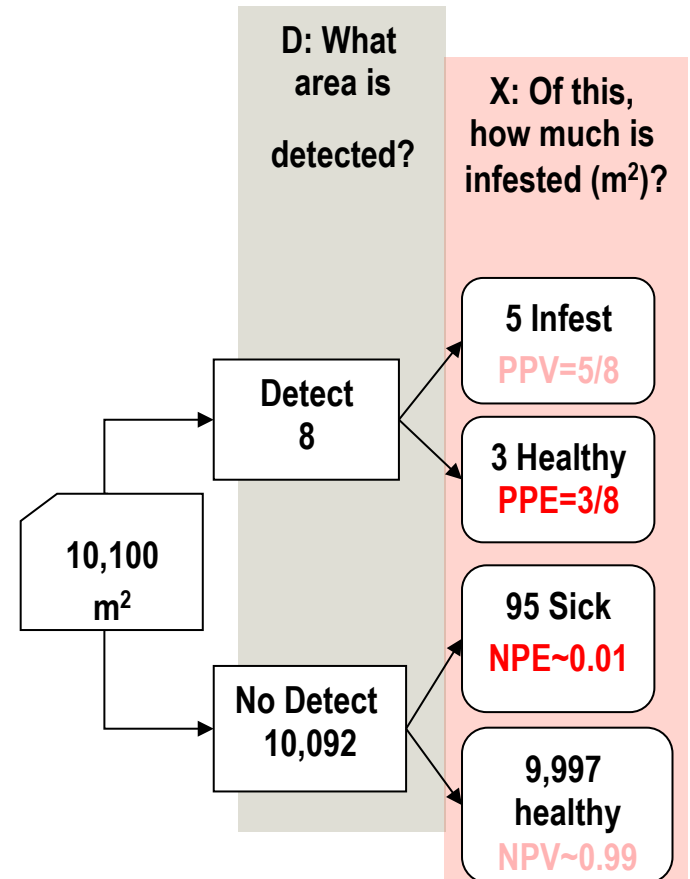 D: What
area is
detected?
X: Of this,
how much is
infested (m²)?
5 Infest
PPV=5/8
Detect
8
3 Healthy
PPE=3/8
10,100
m²
95 Sick
NPE~0.01
No Detect
10,092
9,997
healthy
NPV~0.99